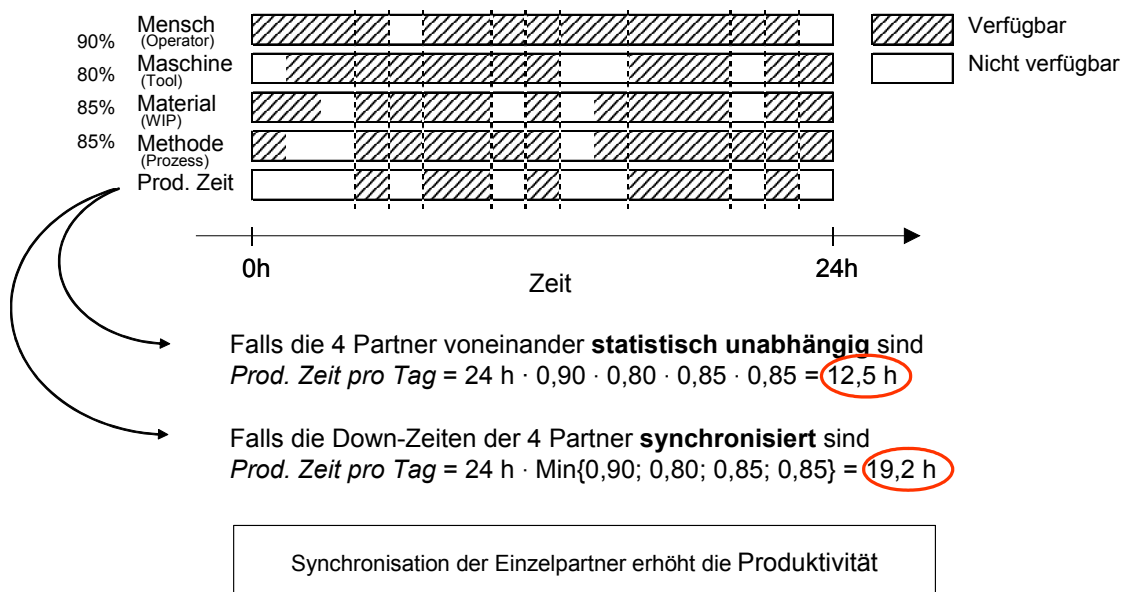 90% Mensch
(Operator)
80% Maschine
(Tool)
85% Material
(WIP)
85% Methode
(Prozess)
Prod. Zeit
Verfügbar
Nicht verfügbar
0h
24h
Zeit
Falls die 4 Partner voneinander statistisch unabhängig sind
Prod. Zeit pro Tag = 24 h · 0,90 · 0,80 · 0,85 · 0,85 = 12,5 h
Falls die Down-Zeiten der 4 Partner synchronisiert sind
Prod. Zeit pro Tag = 24 h · Min{0,90; 0,80; 0,85; 0,85} = 19,2 h
Synchronisation der Einzelpartner erhöht die Produktivität